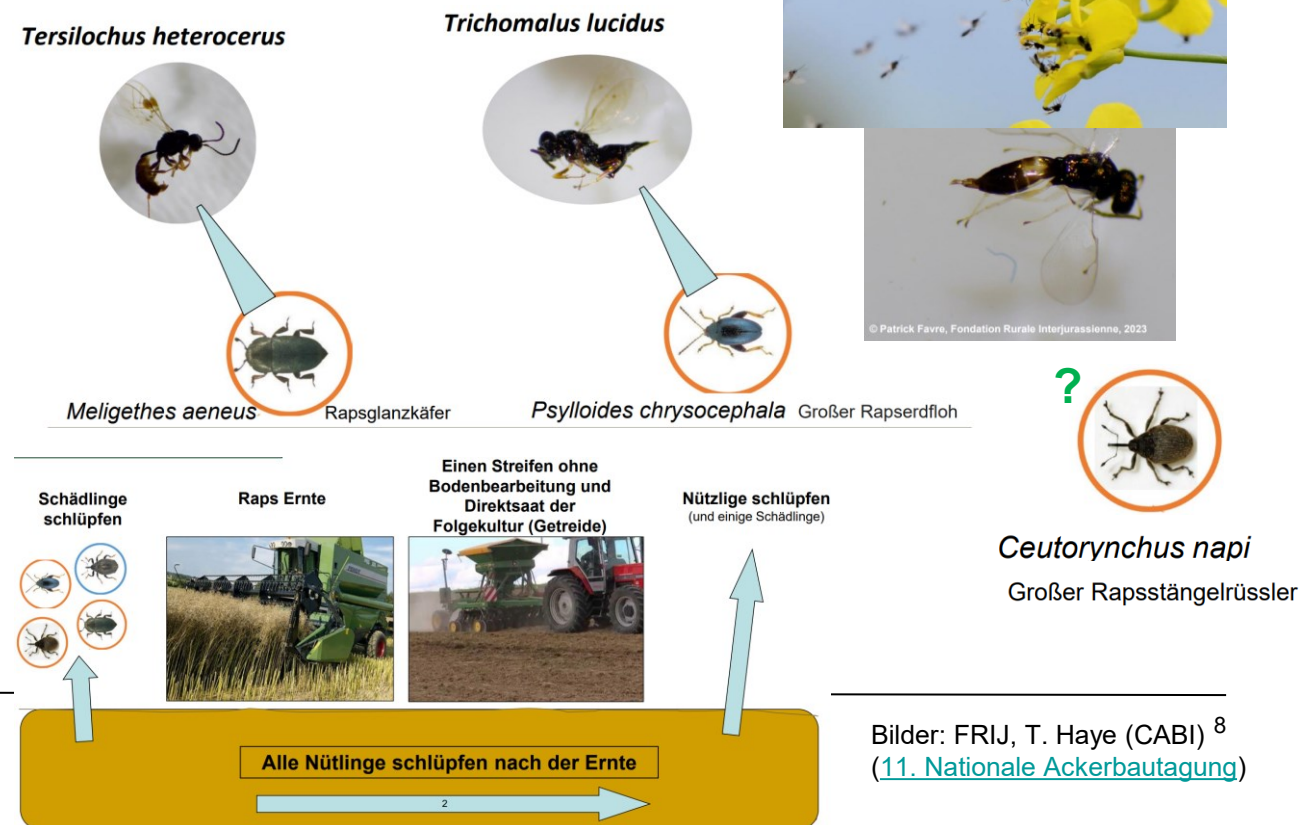 Tersilochus heterocerus
Trichomalus lucidus
© Patrick Favre, Fondation Rurale Interjurassienne, 2023
Meligethes aeneus
Rapsglanzkäfer
Psylloides chrysocephala
Großer Rapserdfloh
?
Ceutorynchus napi
Großer Rapsstängelrüssler
Schädlinge
schlüpfen
Raps Ernte
Einen Streifen ohne
Bodenbearbeitung und
Direktsaat der
Folgekultur (Getreide)
Nützlige schlüpfen
(und einige Schädlinge)
Alle Nütlinge schlüpfen nach der Ernte
2
Bilder: FRIJ, T. Haye (CABI) 8
(11. Nationale Ackerbautagung)